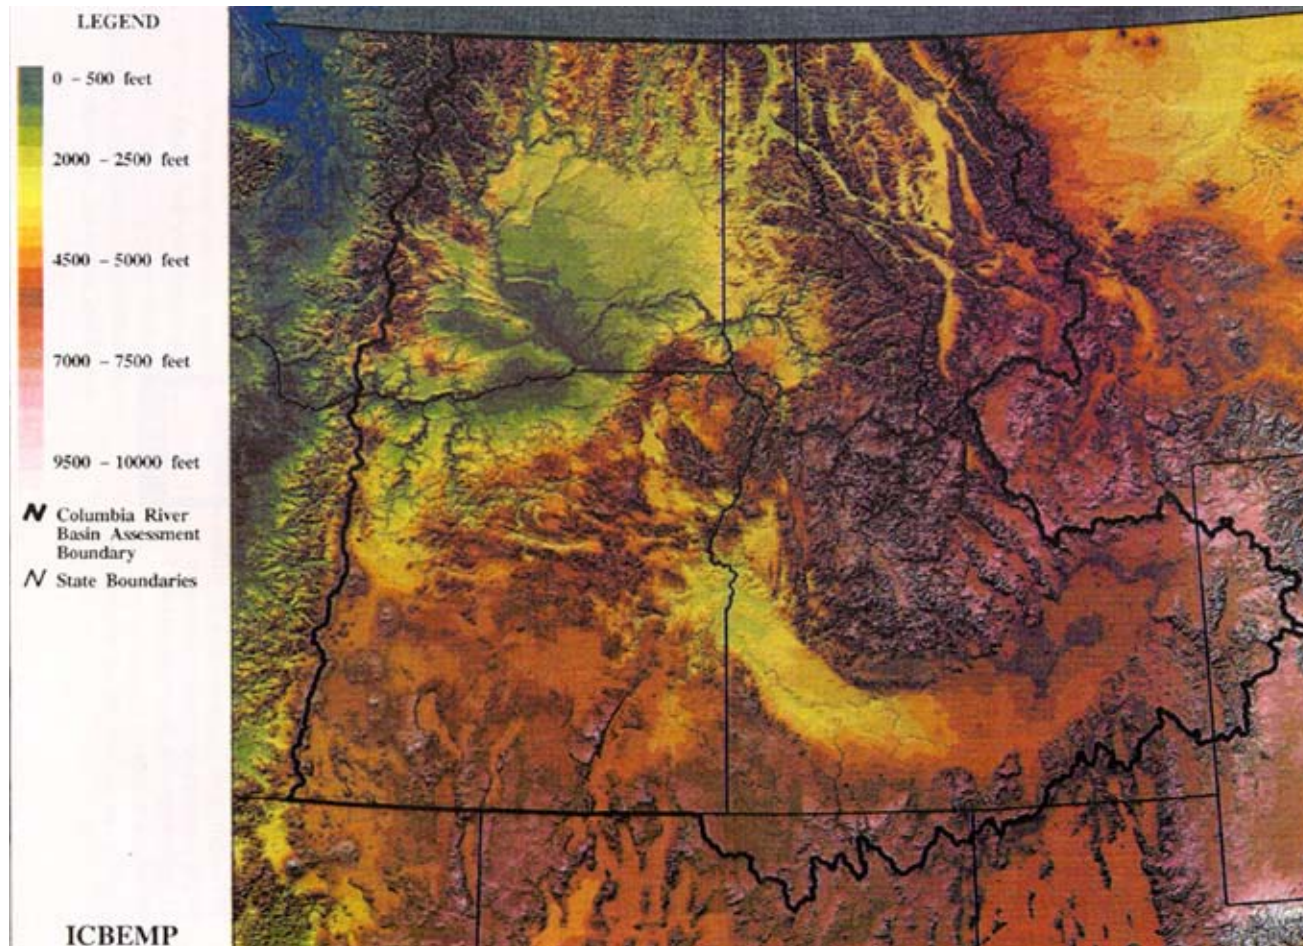 LEGEND
0 - 500 feet
2000 - 2500 feet
4500 - 5000 feet
7000 - 7500 feet
9500 - 10000 feet
Columbia River
Basin Assessment
Boundary
State Boundaries
ICBEMP